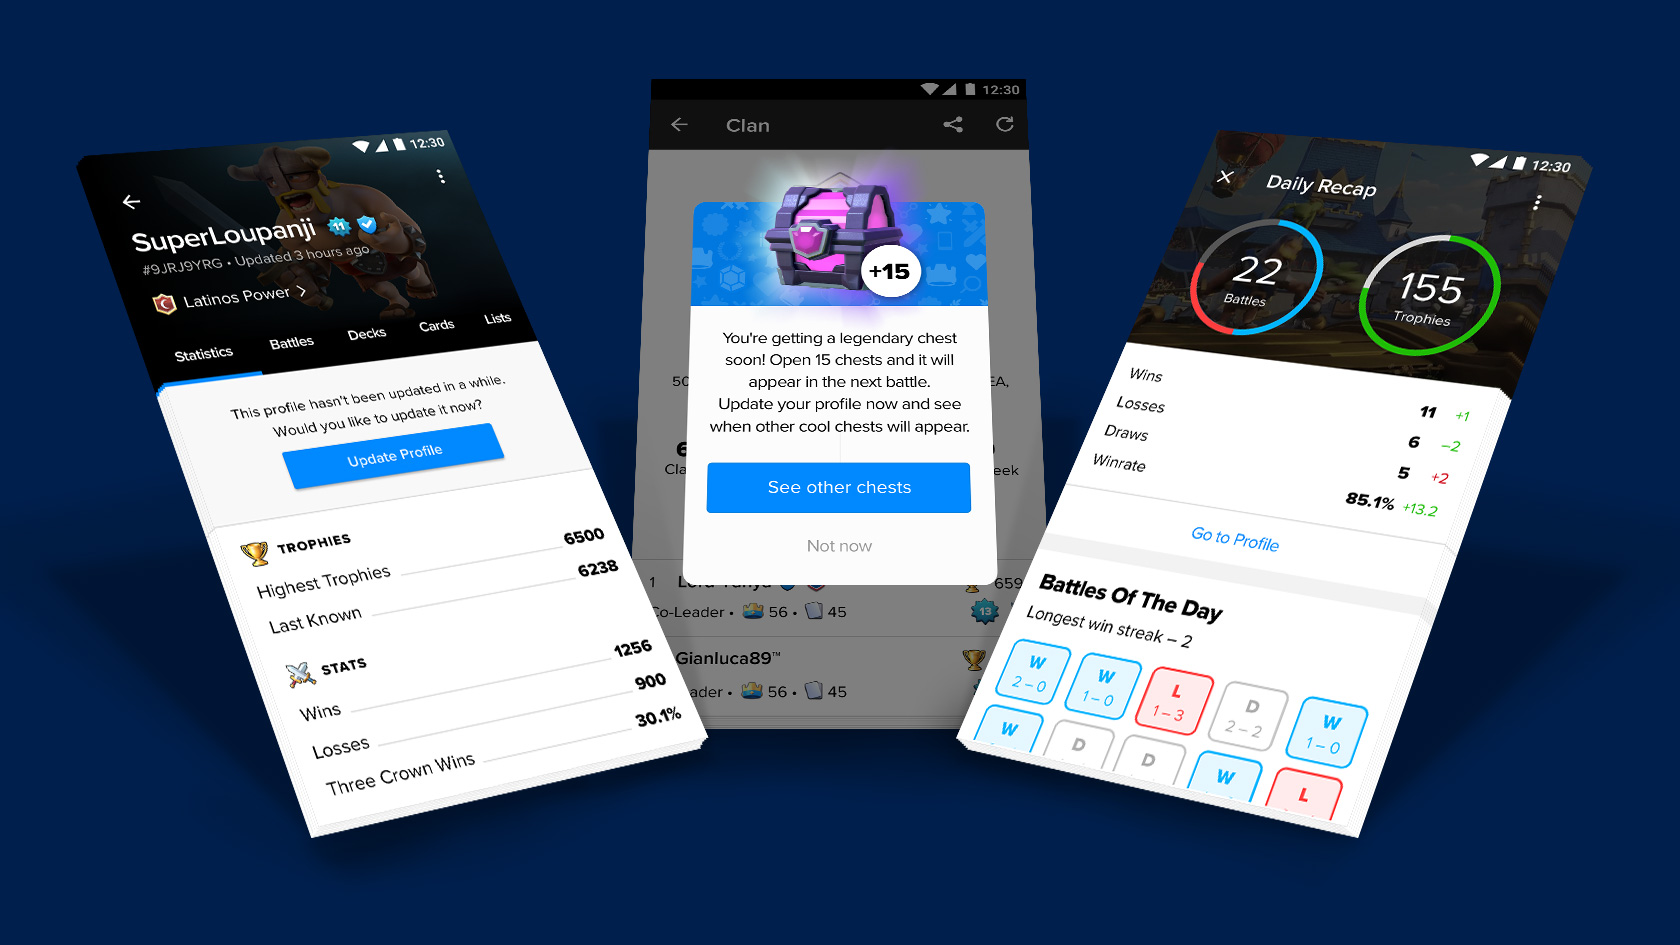 12:30
SuperLoupanji 11
#9JRJ9YRG • Updated 3 hours ago
Latinos Power
Statistics Battles Decks Cards Lists
This profile hasn't been updated in a while.
Would you like to update it now?
Update Profile
TROPHIES
Highest Trophies 6500
Last Known 6238
STATS
Wins 1256
Losses 900
Three Crown Wins 30.1%
12:30
Clan
+15
You're getting a legendary chest
soon! Open 15 chests and it will
appear in the next battle.
Update your profile now and see
when other cool chests will appear.
See other chests
Not now
50
EA,
6
Cla
eek
1 659
Co-Leader • 56 • 45 13
Gianluca89™
ader • 56 • 45
12:30
Daily Recap
22
Battles
155
Trophies
Wins 11 +1
Losses 6 –2
Draws 5 +2
Winrate 85.1% +13.2
Go to Profile
Battles Of The Day
Longest win streak – 2
W W L D W
2 – 0 1 – 0 1 – 3 2 – 2 1 – 0
W D D W L